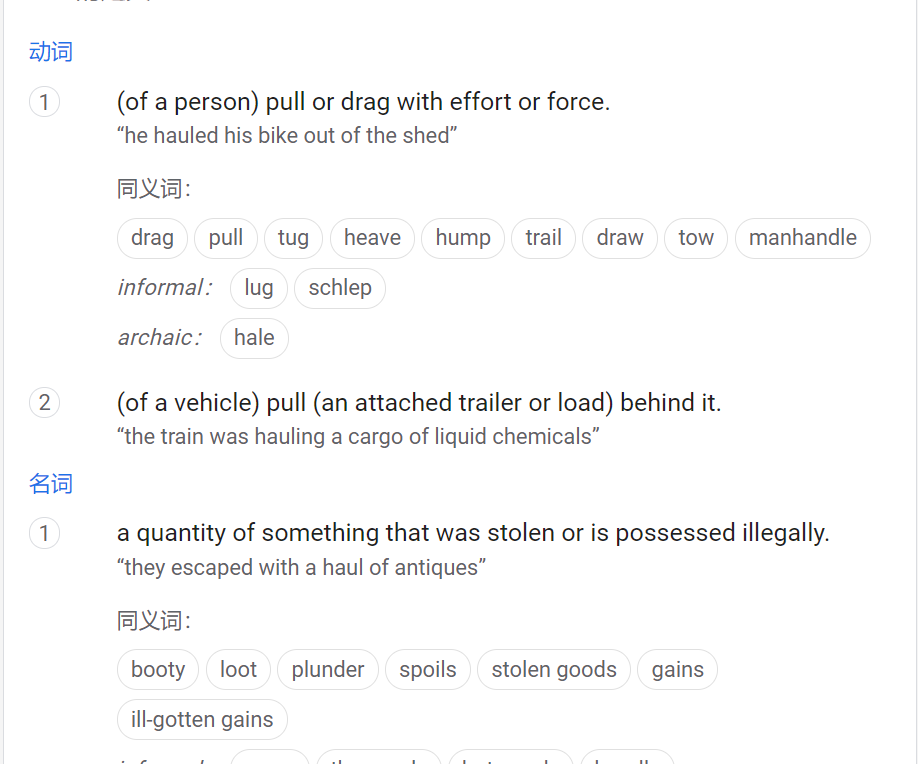 动词
1 (of a person) pull or drag with effort or force.
“he hauled his bike out of the shed”
同义词：
drag pull tug heave hump trail draw tow manhandle
informal： lug schlep
archaic： hale
2 (of a vehicle) pull (an attached trailer or load) behind it.
“the train was hauling a cargo of liquid chemicals”
名词
1 a quantity of something that was stolen or is possessed illegally.
“they escaped with a haul of antiques”
同义词：
booty loot plunder spoils stolen goods gains
ill-gotten gains